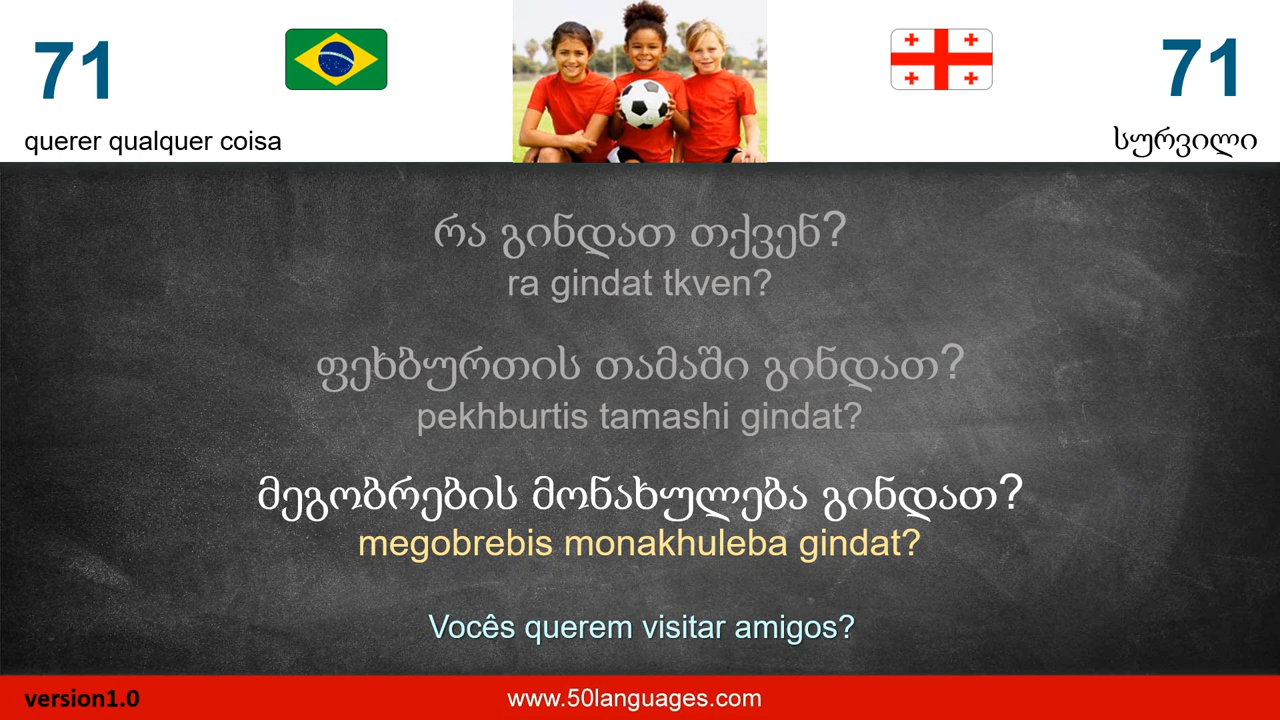 71
71
querer qualquer coisa
სურვილი
რა გინდათ თქვენ?
ra gindat tkven?
ფეხბურთის თამაში გინდათ?
pekhburtis tamashi gindat?
მეგობრების მონახულება გინდათ?
megobrebis monakhuleba gindat?
Vocês querem visitar amigos?
version1.0
www.50languages.com